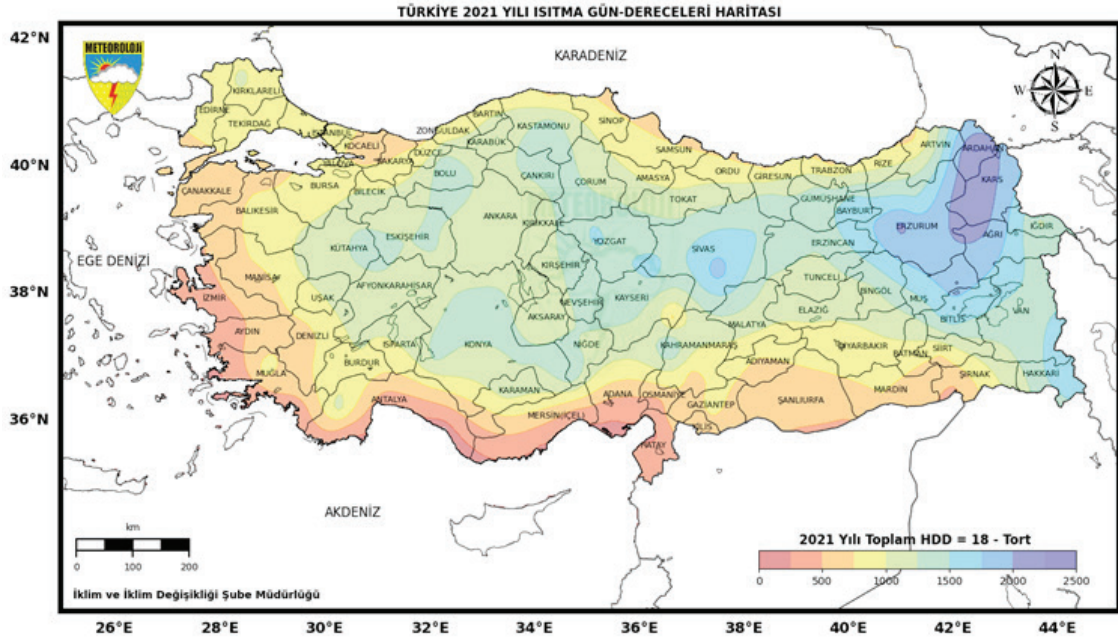 TÜRKİYE 2021 YILI ISITMA GÜN-DERECELERİ HARİTASI
42°N
METEOROLOJİ
KARADENİZ
N
W E
S
KIRKLARELİ
EDİRNE
TEKİRDAĞ
İSTANBUL
KOCAELİ
YALOVA
SAKARYA
DÜZCE
ZONGULDAK
BARTIN
KARABÜK
KASTAMONU
SİNOP
SAMSUN
ORDU
GİRESUN
TRABZON
RİZE
ARTVİN
ARDAHAN
40°N
ÇANAKKALE
BALIKESİR
BURSA
BİLECİK
BOLU
ÇANKIRI
ÇORUM
AMASYA
TOKAT
GÜMÜŞHANE
BAYBURT
KARS
ANKARA
KIRIKKALE
ESKİŞEHİR
KÜTAHYA
YOZGAT
SİVAS
ERZİNCAN
ERZURUM
AĞRI
IĞDIR
EGE DENİZİ
38°N
MANİSA
İZMİR
UŞAK
AFYONKARAHİSAR
KIRŞEHİR
NEVŞEHİR
KAYSERİ
TUNCELİ
BİNGÖL
MUŞ
BİTLİS
VAN
AKSARAY
ELAZIĞ
MALATYA
AYDIN
DENİZLİ
ISPARTA
BURDUR
KONYA
NİĞDE
KAHRAMANMARAŞ
ADIYAMAN
DİYARBAKIR
BATMAN
SİİRT
ŞIRNAK
HAKKARİ
MUĞLA
ANTALYA
KARAMAN
MERSİN(İÇEL)
ADANA
OSMANİYE
GAZİANTEP
KİLİS
ŞANLIURFA
MARDİN
HATAY
36°N
AKDENİZ
34°N
km
0 100 200
2021 Yılı Toplam HDD = 18 - Tort
0 500 1000 1500 2000 2500
İklim ve İklim Değişikliği Şube Müdürlüğü
26°E 28°E 30°E 32°E 34°E 36°E 38°E 40°E 42°E 44°E